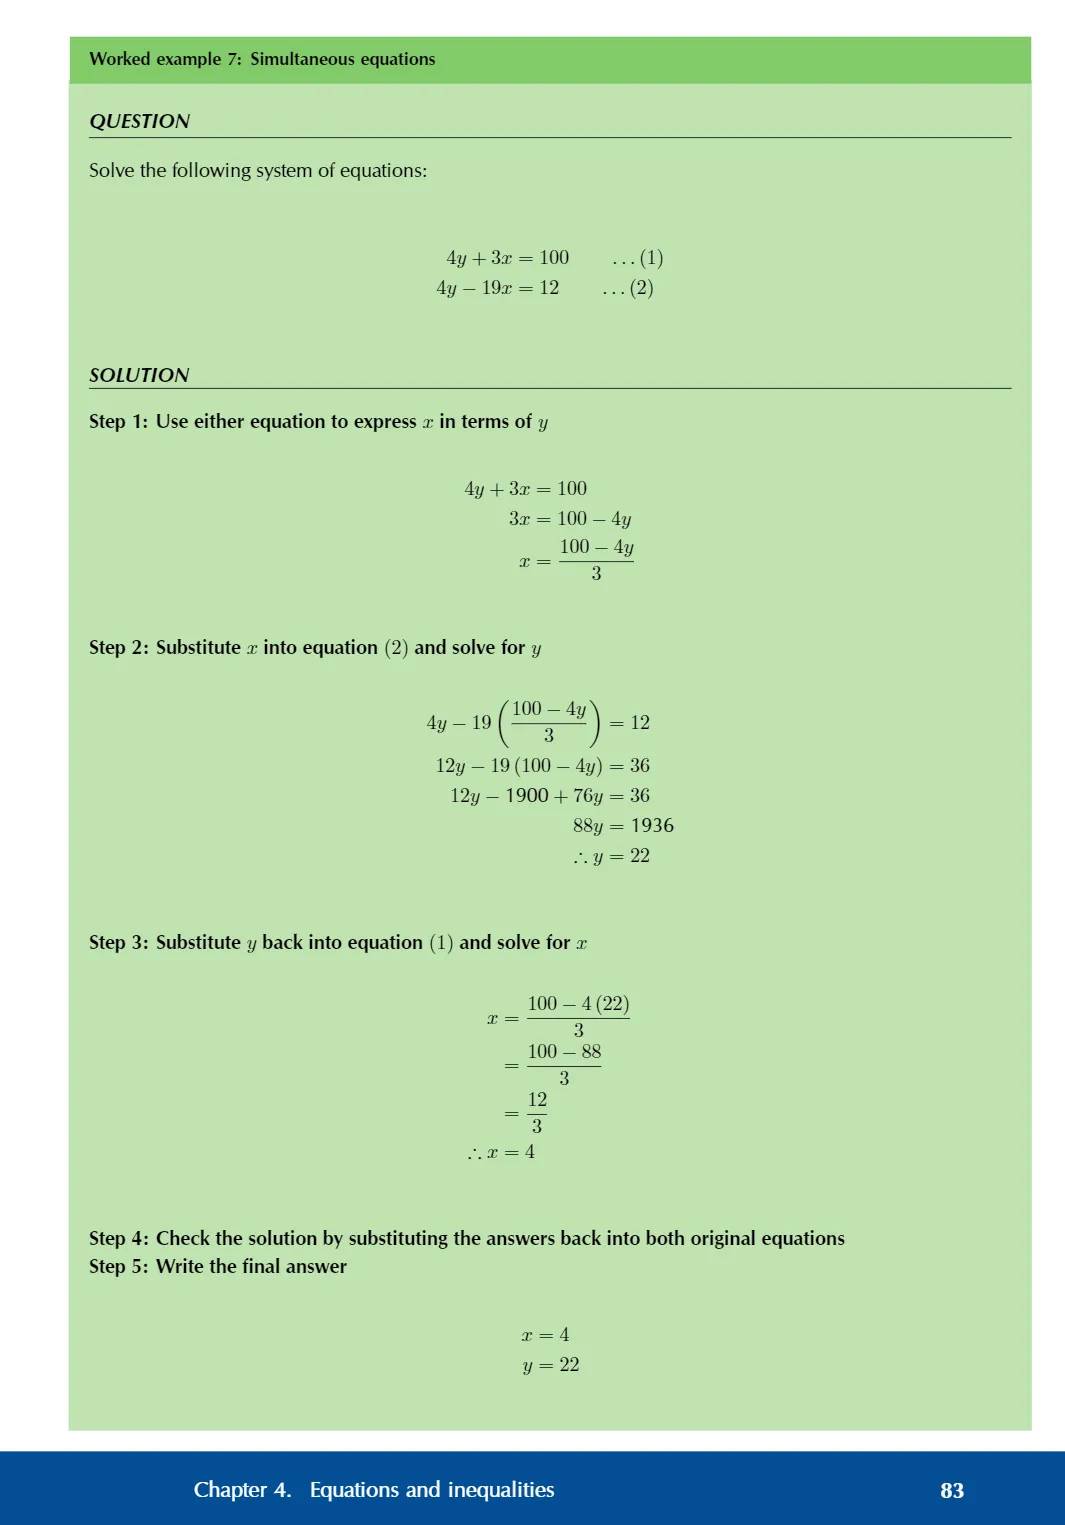 Worked example 7: Simultaneous equations
QUESTION
Solve the following system of equations:
4y + 3x = 100 ...(1)
4y − 19x = 12 ...(2)
SOLUTION
Step 1: Use either equation to express x in terms of y
4y + 3x = 100
3x = 100 − 4y
x = \frac{100 − 4y}{3}
Step 2: Substitute x into equation (2) and solve for y
4y − 19 \left(\frac{100 − 4y}{3}\right) = 12
12y − 19 (100 − 4y) = 36
12y − 1900 + 76y = 36
88y = 1936
∴ y = 22
Step 3: Substitute y back into equation (1) and solve for x
x = \frac{100 − 4 (22)}{3}
= \frac{100 − 88}{3}
= \frac{12}{3}
∴ x = 4
Step 4: Check the solution by substituting the answers back into both original equations
Step 5: Write the final answer
x = 4
y = 22
Chapter 4. Equations and inequalities 83